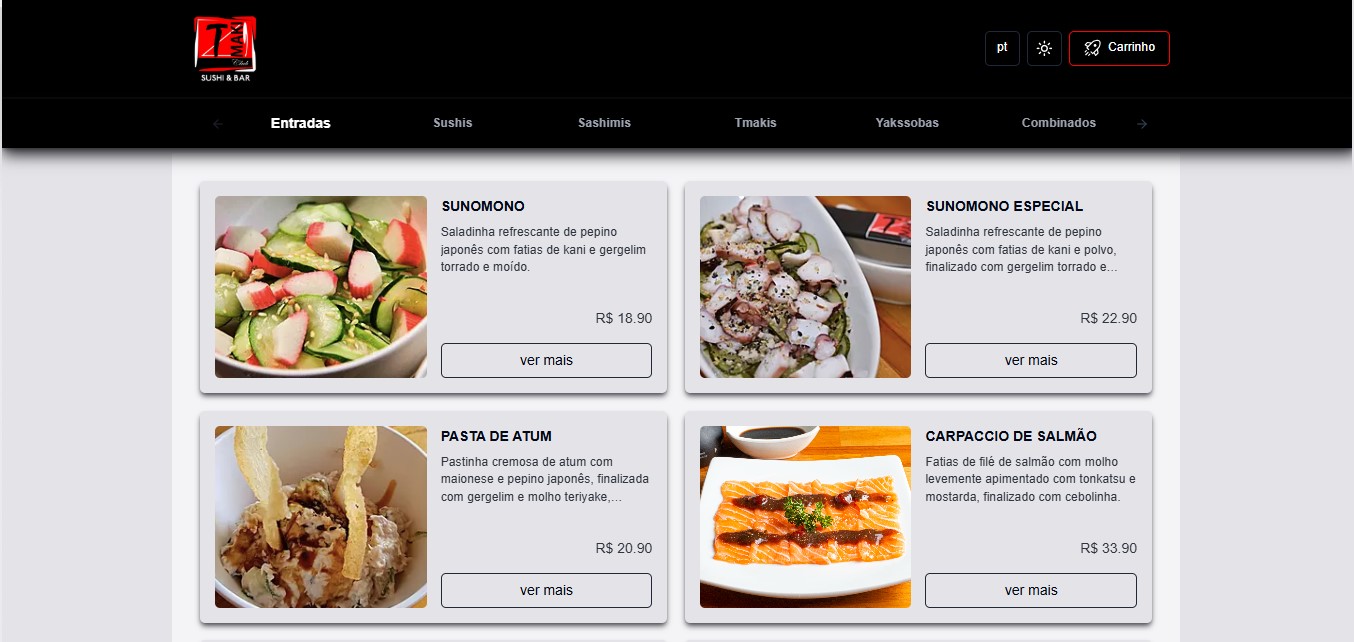 T
MAKI
Club
SUSHI & BAR
pt
Carrinho
Entradas
Sushis
Sashimis
Tmakis
Yakssobas
Combinados
SUNOMONO
Saladinha refrescante de pepino
japonês com fatias de kani e gergelim
torrado e moído.
R$ 18.90
ver mais
SUNOMONO ESPECIAL
Saladinha refrescante de pepino
japonês com fatias de kani e polvo,
finalizado com gergelim torrado e...
R$ 22.90
ver mais
PASTA DE ATUM
Pastinha cremosa de atum com
maionese e pepino japonês, finalizada
com gergelim e molho teriyake,...
R$ 20.90
ver mais
CARPACCIO DE SALMÃO
Fatias de filé de salmão com molho
levemente apimentado com tonkatsu e
mostarda, finalizado com cebolinha.
R$ 33.90
ver mais